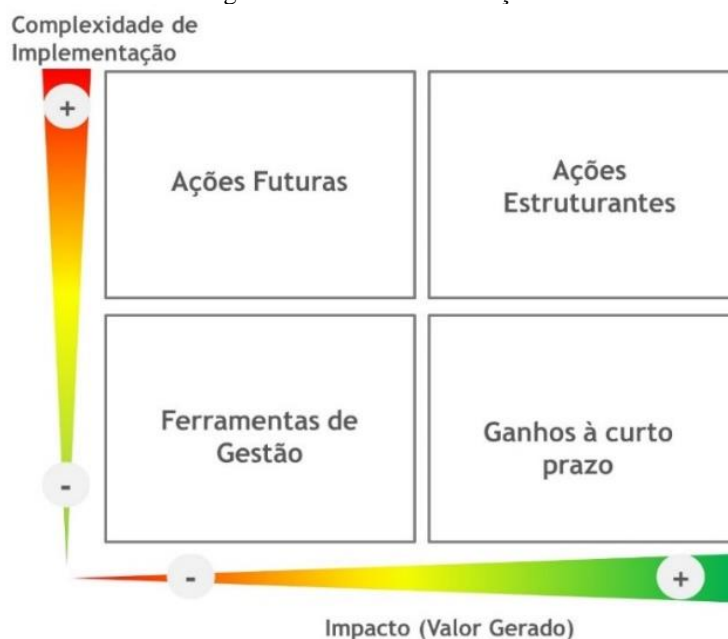 Complexidade de
Implementação
+
Ações Futuras
Ações
Estruturantes
Ferramentas de
Gestão
Ganhos à curto
prazo
-
-
+
Impacto (Valor Gerado)